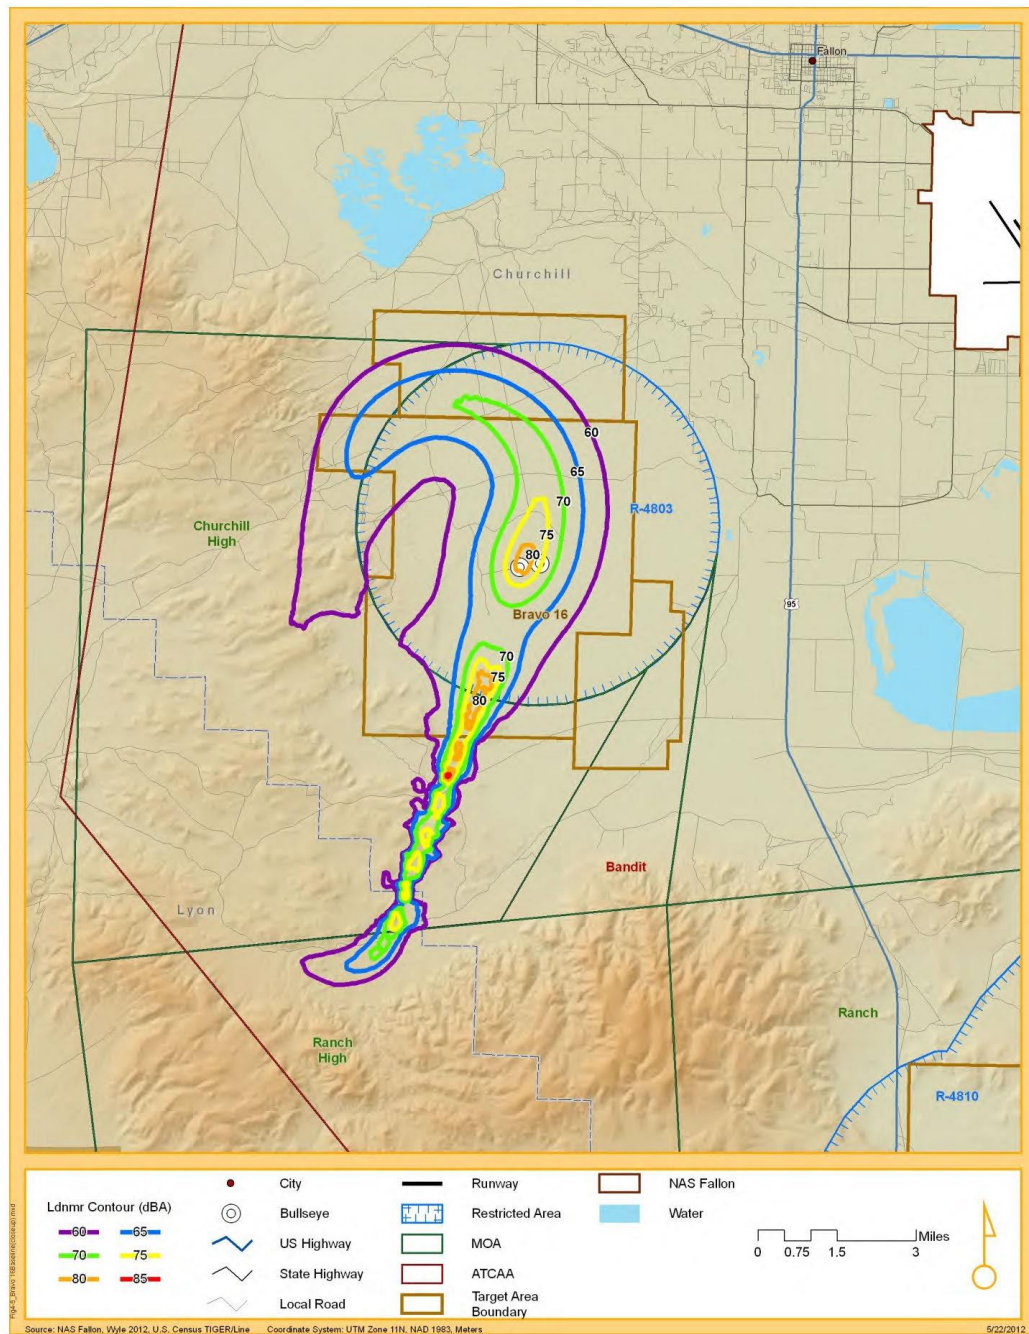 Fallon
Churchill
60
65
70
R-4803
Churchill
High
75
80
95
Bravo 16
70
75
80
Bandit
Lyon
Ranch
Ranch
High
R-4810
Ldnmr Contour (dBA)
60
65
70
75
80
85
City
Bullseye
US Highway
State Highway
Local Road
Runway
Restricted Area
MOA
ATCAA
Target Area
Boundary
NAS Fallon
Water
Miles
0 0.75 1.5 3
Source: NAS Fallon, Wyle 2012, U.S. Census TIGER/Line Coordinate System: UTM Zone 11N, NAD 1983, Meters
5/22/2012